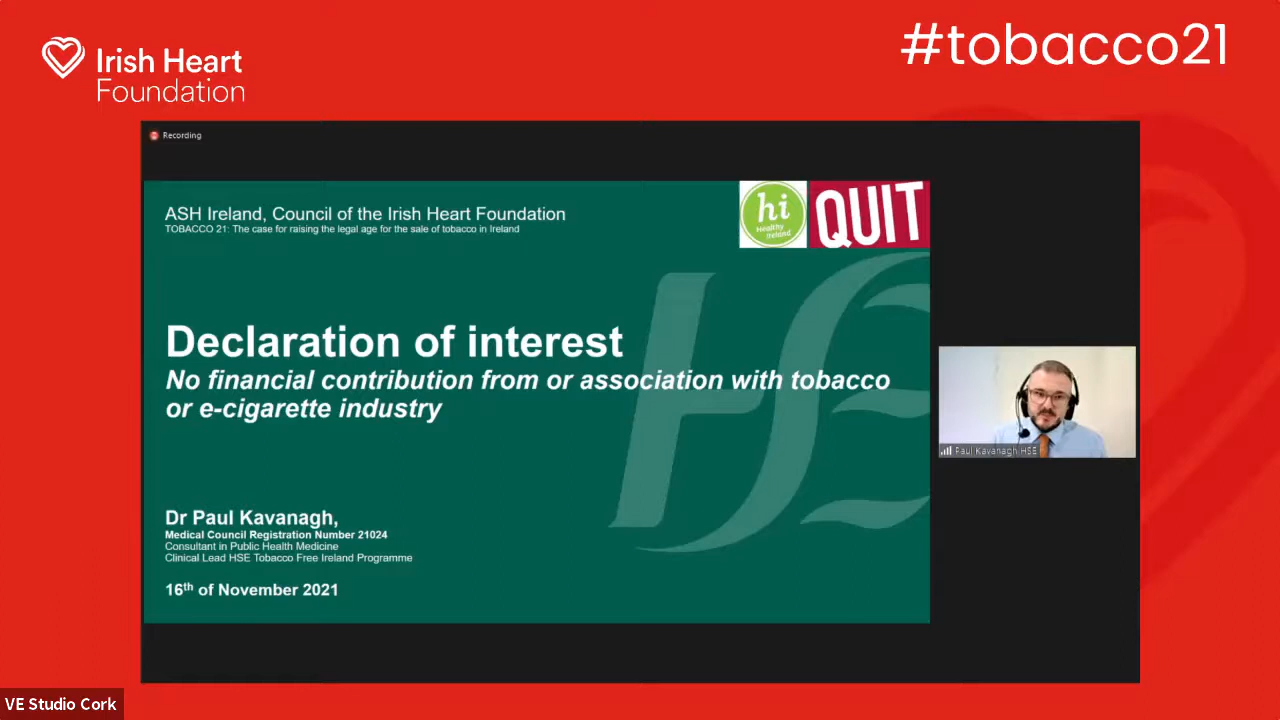 Irish Heart
Foundation
#tobacco21
Recording
ASH Ireland, Council of the Irish Heart Foundation
TOBACCO 21: The case for raising the legal age for the sale of tobacco in Ireland
hi
Healthy
Ireland
QUIT
HSE
Declaration of interest
No financial contribution from or association with tobacco
or e-cigarette industry
Dr Paul Kavanagh,
Medical Council Registration Number 21024
Consultant in Public Health Medicine
Clinical Lead HSE Tobacco Free Ireland Programme
16th of November 2021
Paul Kavanagh HSE
VE Studio Cork